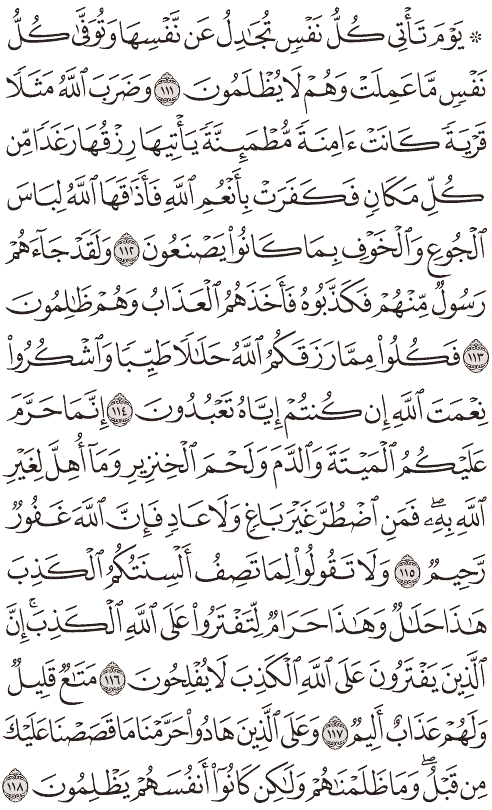 ۞ يَوْمَ تَأْتِى كُلُّ نَفْسٍ تُجَٰدِلُ عَن نَّفْسِهَا وَتُوَفَّىٰ كُلُّ
نَفْسٍ مَّا عَمِلَتْ وَهُمْ لَا يُظْلَمُونَ ١١١ وَضَرَبَ ٱللَّهُ مَثَلًا
قَرْيَةً كَانَتْ ءَامِنَةً مُّطْمَئِنَّةً يَأْتِيهَا رِزْقُهَا رَغَدًا مِّن
كُلِّ مَكَانٍ فَكَفَرَتْ بِأَنْعُمِ ٱللَّهِ فَأَذَٰقَهَا ٱللَّهُ لِبَاسَ
ٱلْجُوعِ وَٱلْخَوْفِ بِمَا كَانُوا۟ يَصْنَعُونَ ١١٢ وَلَقَدْ جَآءَهُمْ
رَسُولٌ مِّنْهُمْ فَكَذَّبُوهُ فَأَخَذَهُمُ ٱلْعَذَابُ وَهُمْ ظَٰلِمُونَ
١١٣ فَكُلُوا۟ مِمَّا رَزَقَكُمُ ٱللَّهُ حَلَٰلًا طَيِّبًا وَٱشْكُرُوا۟
نِعْمَتَ ٱللَّهِ إِن كُنتُمْ إِيَّاهُ تَعْبُدُونَ ١١٤ إِنَّمَا حَرَّمَ
عَلَيْكُمُ ٱلْمَيْتَةَ وَٱلدَّمَ وَلَحْمَ ٱلْخِنزِيرِ وَمَآ أُهِلَّ لِغَيْرِ
ٱللَّهِ بِهِۦ ۖ فَمَنِ ٱضْطُرَّ غَيْرَ بَاغٍ وَلَا عَادٍ فَإِنَّ ٱللَّهَ غَفُورٌ
رَّحِيمٌ ١١٥ وَلَا تَقُولُوا۟ لِمَا تَصِفُ أَلْسِنَتُكُمُ ٱلْكَذِبَ
هَٰذَا حَلَٰلٌ وَهَٰذَا حَرَامٌ لِّتَفْتَرُوا۟ عَلَى ٱللَّهِ ٱلْكَذِبَ ۚ إِنَّ
ٱلَّذِينَ يَفْتَرُونَ عَلَى ٱللَّهِ ٱلْكَذِبَ لَا يُفْلِحُونَ ١١٦ مَتَٰعٌ قَلِيلٌ
وَلَهُمْ عَذَابٌ أَلِيمٌ ١١٧ وَعَلَى ٱلَّذِينَ هَادُوا۟ حَرَّمْنَا مَا قَصَصْنَا عَلَيْكَ
مِن قَبْلُ ۖ وَمَا ظَلَمْنَٰهُمْ وَلَٰكِن كَانُوٓا۟ أَنفُسَهُمْ يَظْلِمُونَ ١١٨